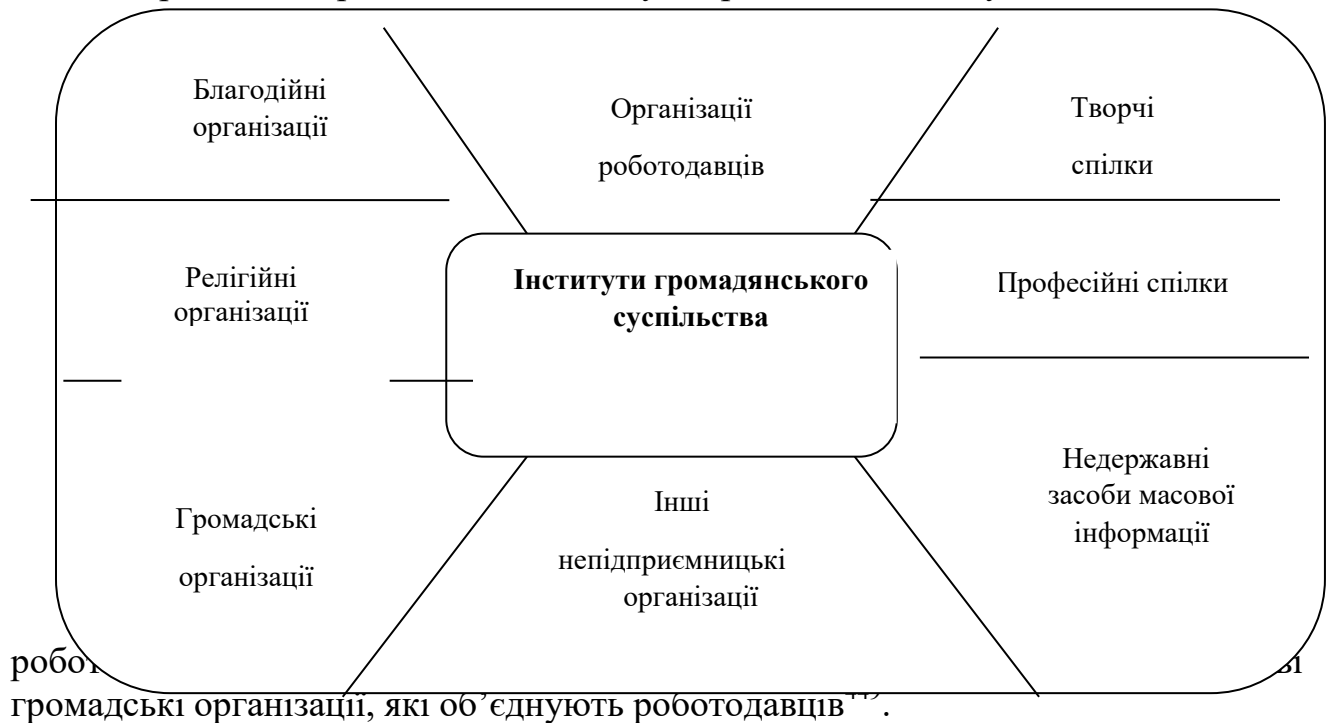 Благодійні
організації
Організації
роботодавців
Творчі
спілки
Релігійні
організації
Інститути громадянського
суспільства
Професійні спілки
Громадські
організації
Інші
непідприємницькі
організації
Недержавні
засоби масової
інформації
громадські організації, які об’єднують роботодавців